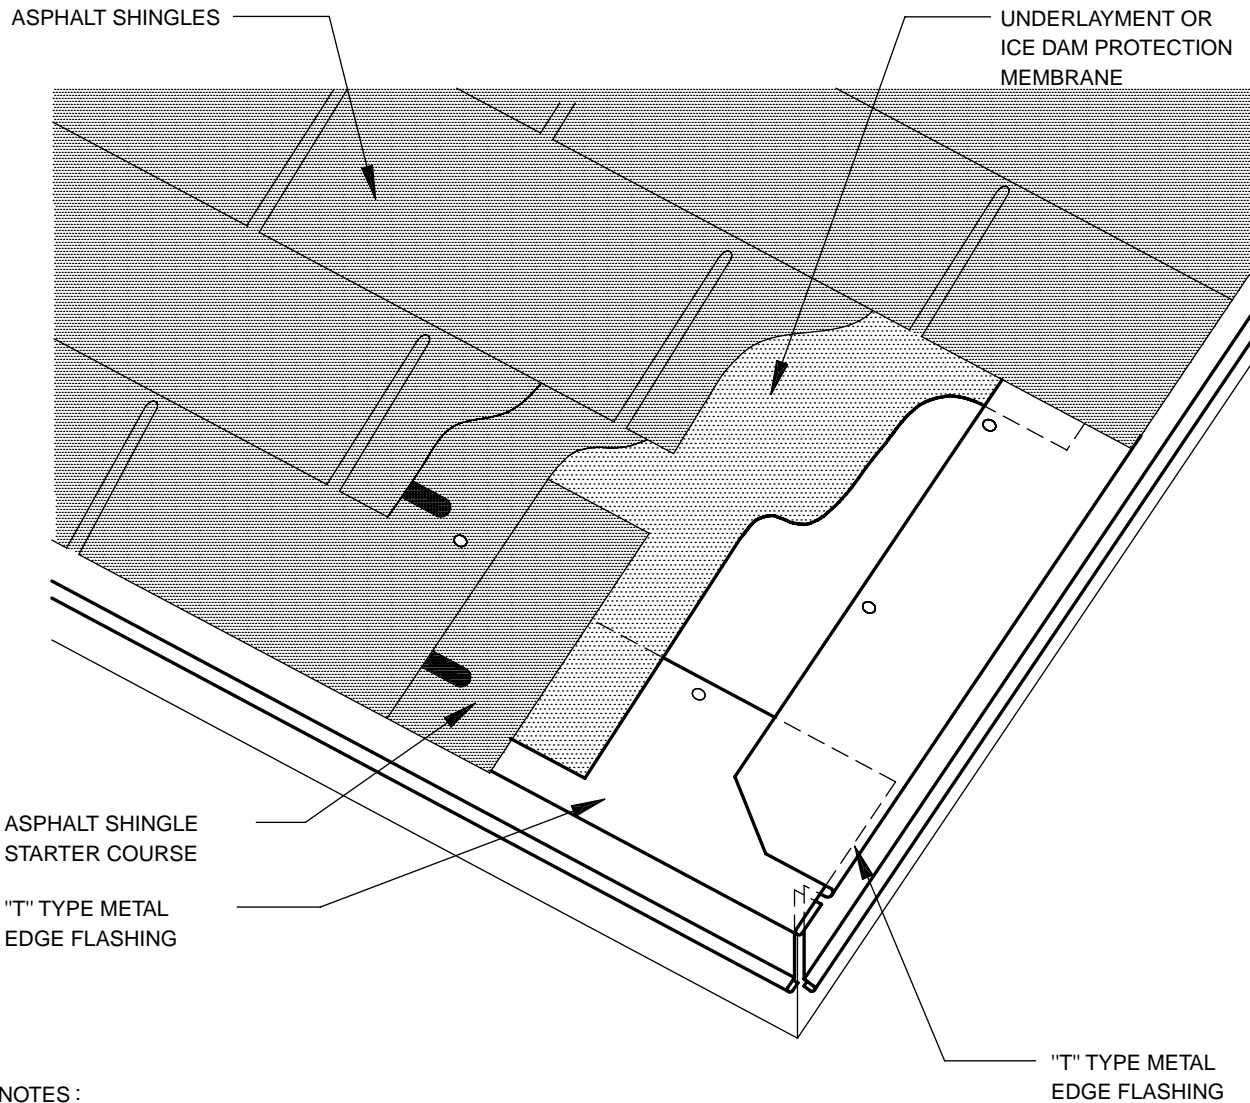 ASPHALT SHINGLES
UNDERLAYMENT OR
ICE DAM PROTECTION
MEMBRANE
ASPHALT SHINGLE
STARTER COURSE
"T" TYPE METAL
EDGE FLASHING
"T" TYPE METAL
EDGE FLASHING
NOTES :